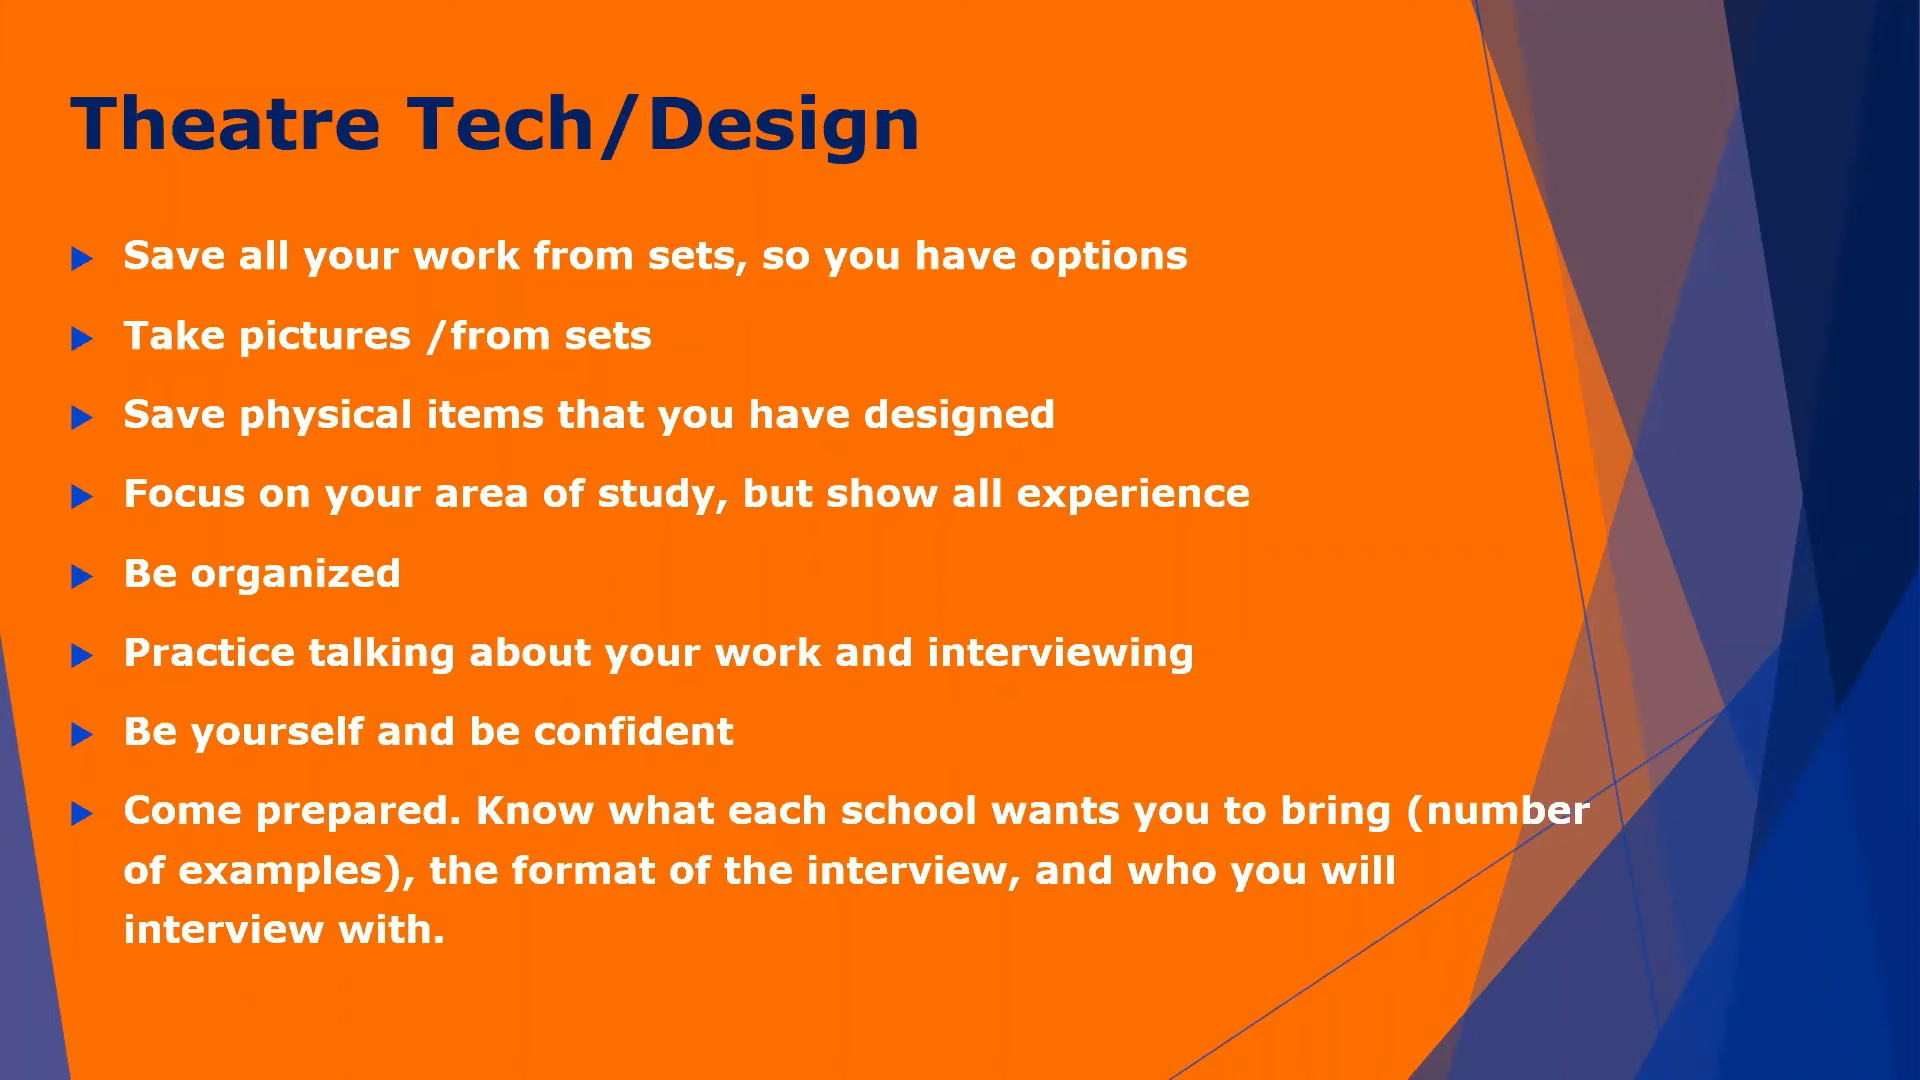 Theatre Tech/Design
Save all your work from sets, so you have options
Take pictures /from sets
Save physical items that you have designed
Focus on your area of study, but show all experience
Be organized
Practice talking about your work and interviewing
Be yourself and be confident
Come prepared. Know what each school wants you to bring (number
of examples), the format of the interview, and who you will
interview with.